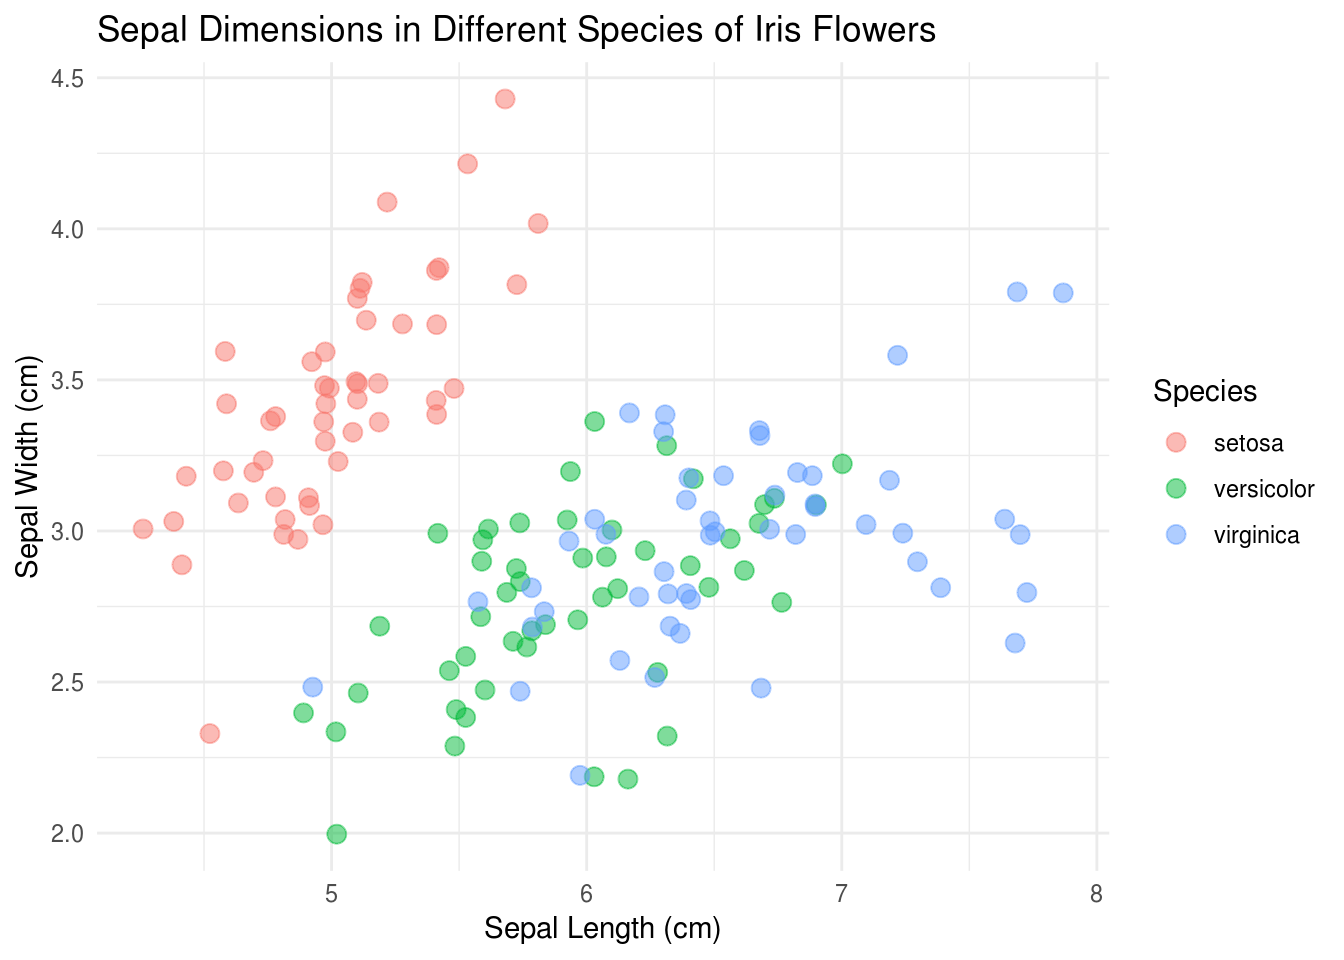 Sepal Dimensions in Different Species of Iris Flowers
4.5
4.0
3.5
3.0
2.5
2.0
Sepal Width (cm)
5 6 7 8
Sepal Length (cm)
Species
setosa
versicolor
virginica